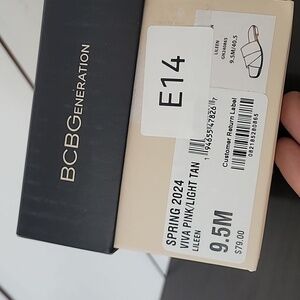 BCBGENERATION
E14
LILEEN
9.5M/40.5
SPRING 2024
VIVA PINK/LIGHT TAN
LILEEN
9.5M
$79.00
Customer Return Label